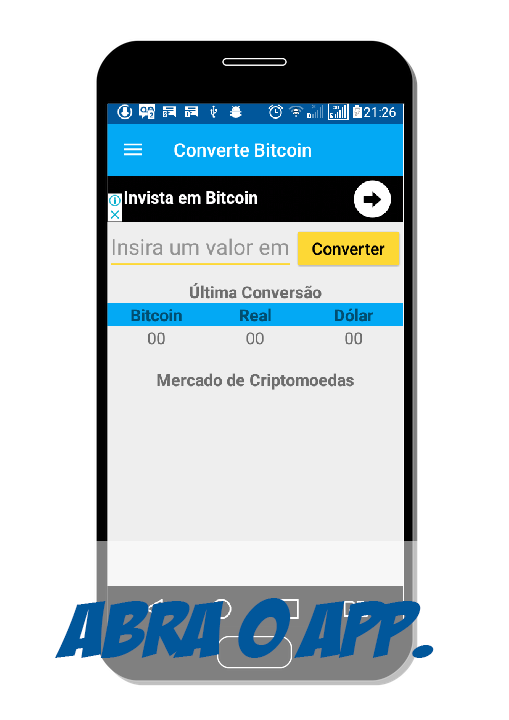 21:26
Converte Bitcoin
Invista em Bitcoin
Insira um valor em
Converter
Última Conversão
Bitcoin Real Dólar
00 00 00
Mercado de Criptomoedas
ABRA O APP.